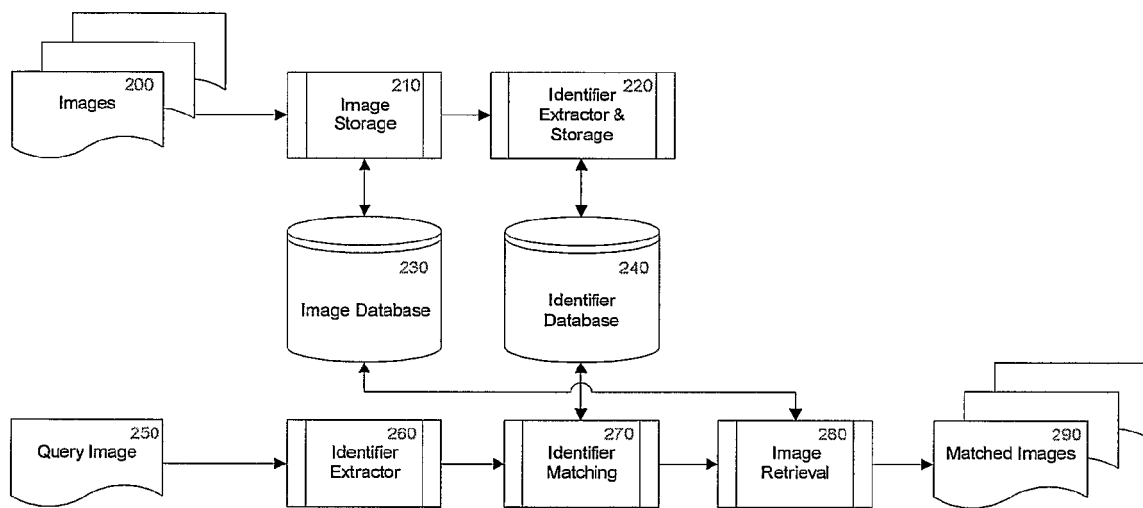 200
Images
210
Image
Storage
220
Identifier
Extractor &
Storage
230
Image Database
240
Identifier
Database
250
Query Image
260
Identifier
Extractor
270
Identifier
Matching
280
Image
Retrieval
290
Matched Images